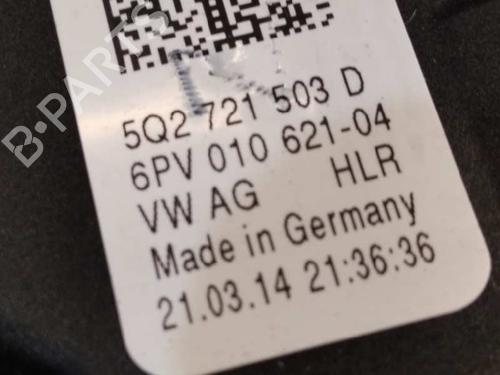 B-PARTS
5Q2 721 503 D
6PV 010 621-04
VW AG HLR
Made in Germany
21.03.14 21:36:36